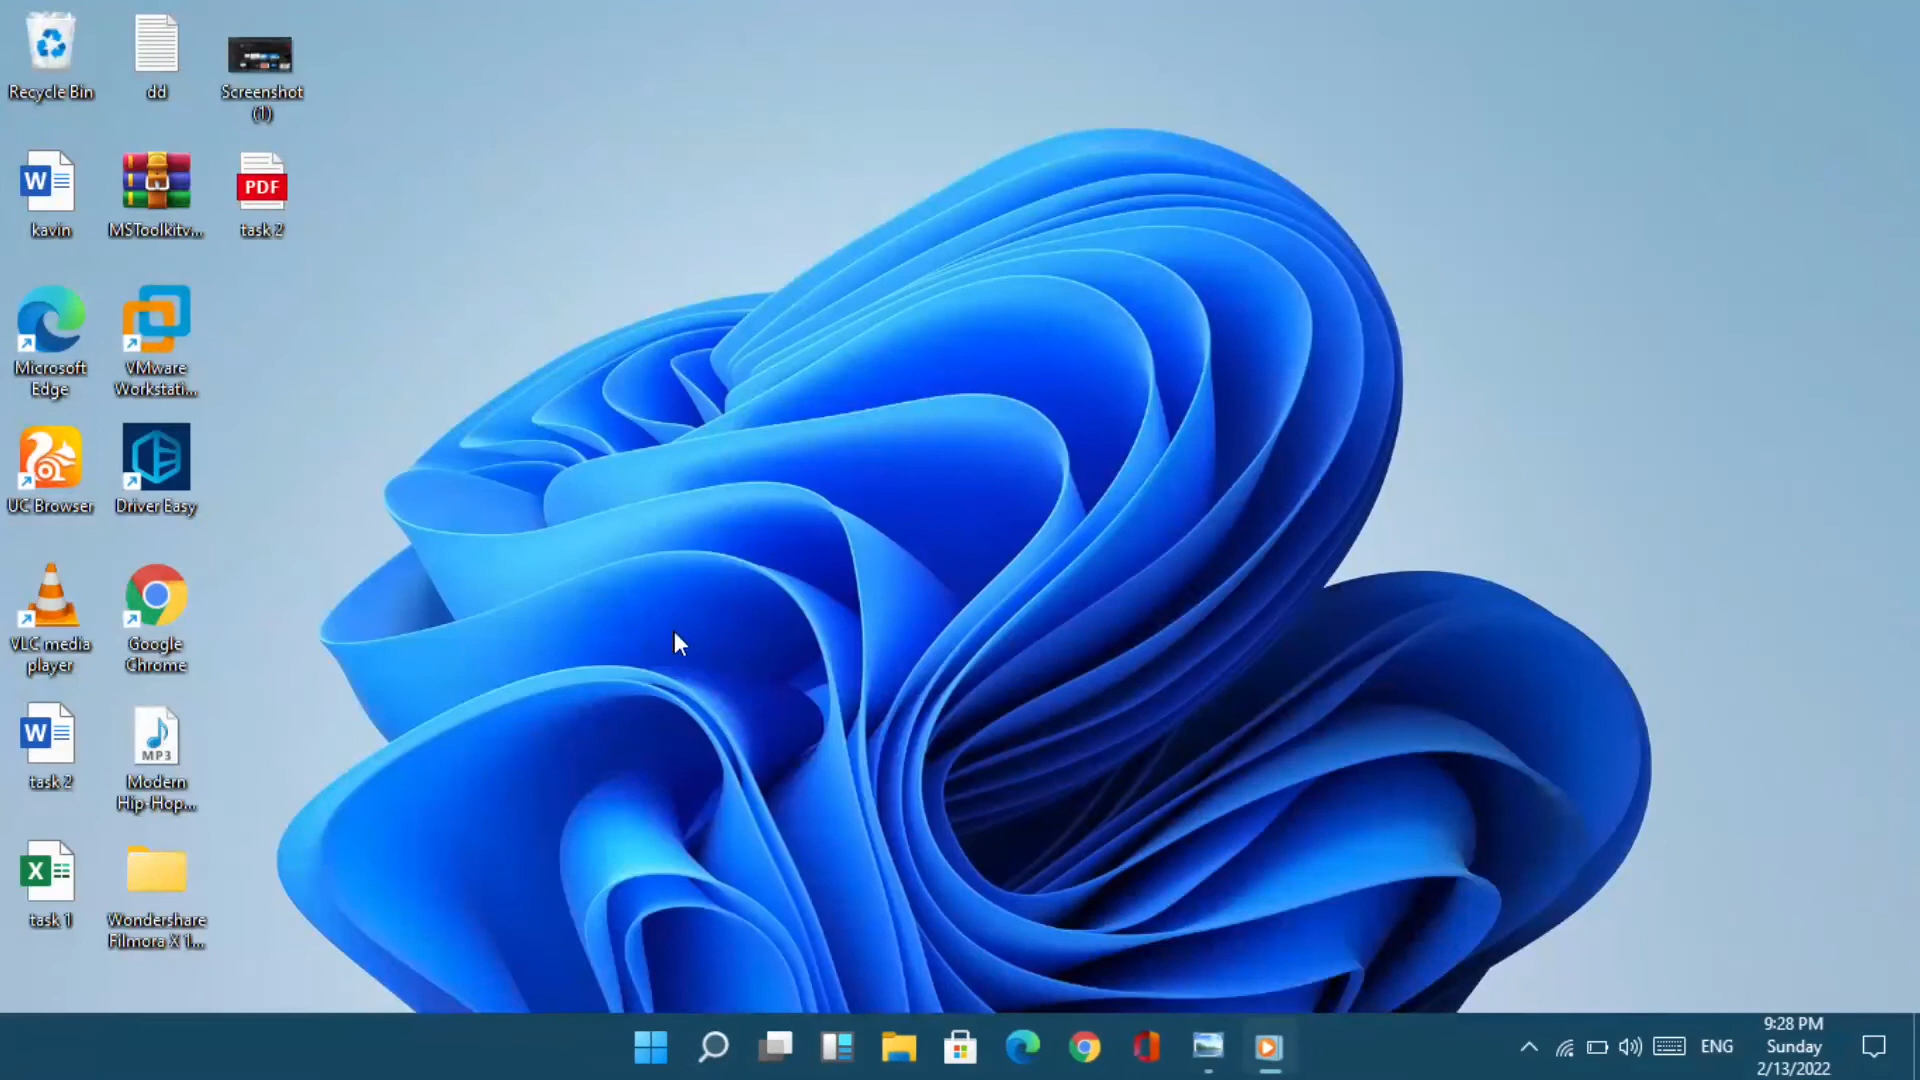 Recycle Bin
dd
Screenshot
(1)
W
kavin
MSToolkitv...
PDF
task 2
Microsoft
Edge
VMware
Workstati...
UC Browser
Driver Easy
VLC media
player
Google
Chrome
W
task 2
MP3
Modern
Hip-Hop...
X
task 1
Wondershare
Filmora X 1...
ENG
9:28 PM
Sunday
2/13/2022